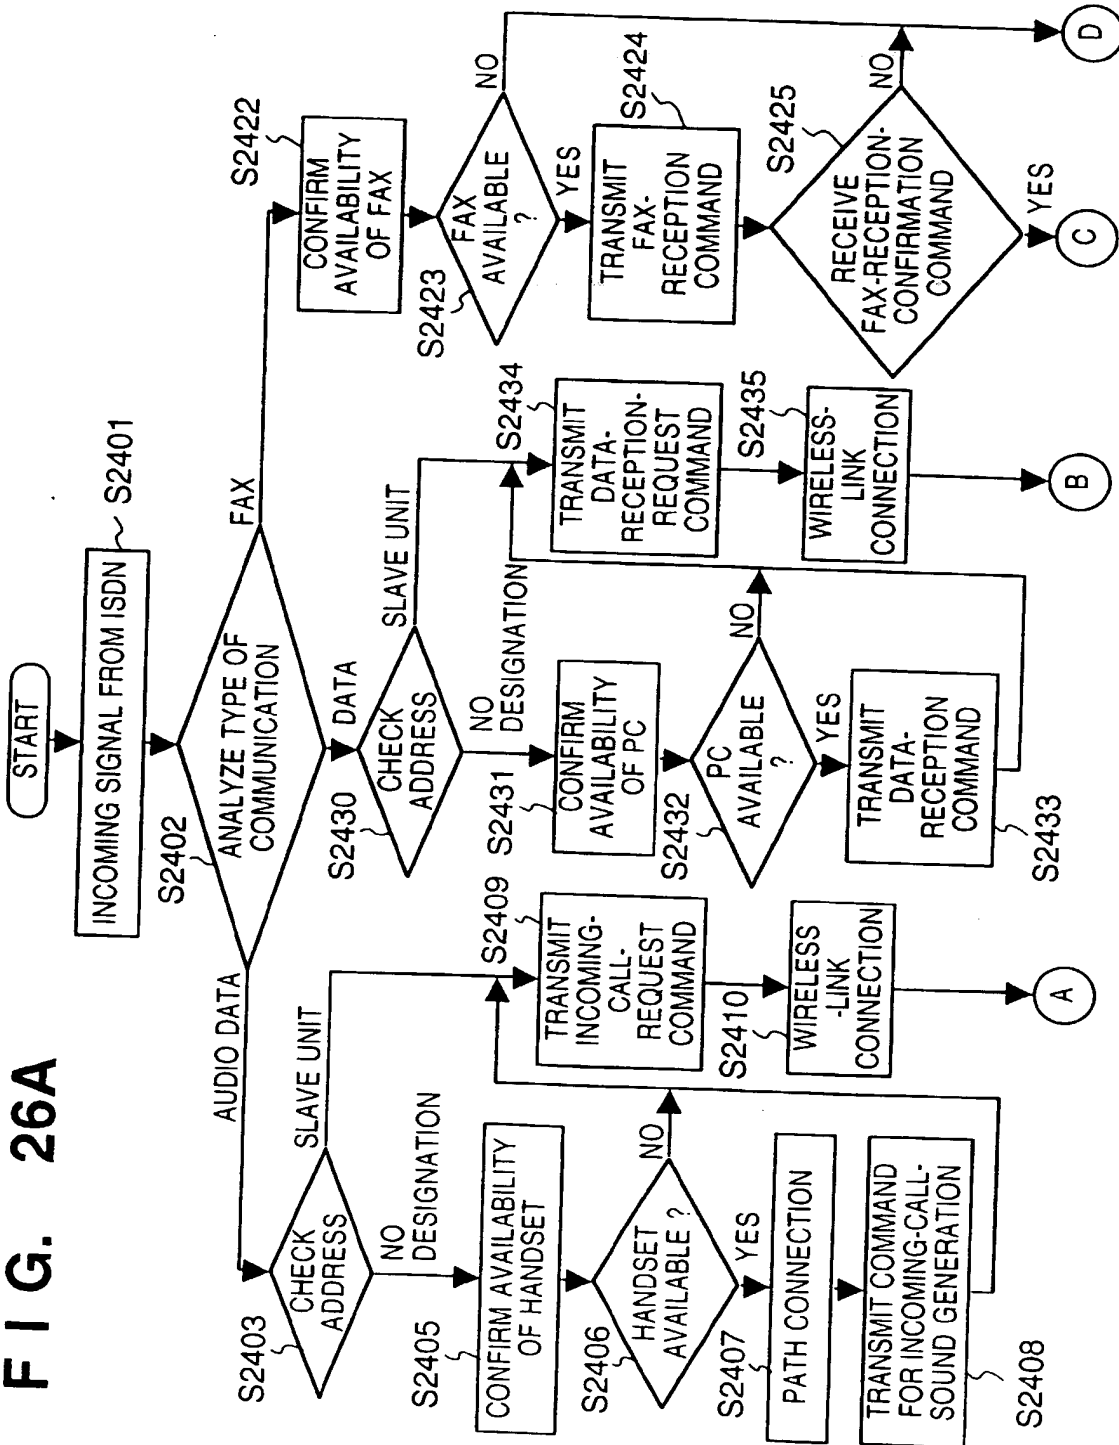 F I G. 26A
START
INCOMING SIGNAL FROM ISDN
S2401
ANALYZE TYPE OF
COMMUNICATION
S2402
AUDIO DATA
DATA
FAX
CHECK
ADDRESS
S2403
SLAVE UNIT
NO
DESIGNATION
CONFIRM AVAILABILITY
OF HANDSET
S2405
HANDSET
AVAILABLE ?
S2406
NO
YES
PATH CONNECTION
S2407
TRANSMIT COMMAND
FOR INCOMING-CALL-
SOUND GENERATION
S2408
TRANSMIT
INCOMING-
CALL-
REQUEST
COMMAND
S2409
WIRELESS
-LINK
CONNECTION
S2410
A
CHECK
ADDRESS
S2430
SLAVE UNIT
NO
DESIGNATION
CONFIRM
AVAILABILITY
OF PC
S2431
PC
AVAILABLE
?
S2432
NO
YES
TRANSMIT
DATA-
RECEPTION
COMMAND
S2433
TRANSMIT
DATA-
RECEPTION-
REQUEST
COMMAND
S2434
WIRELESS-
LINK
CONNECTION
S2435
B
CONFIRM
AVAILABILITY
OF FAX
S2422
FAX
AVAILABLE
?
S2423
NO
YES
TRANSMIT
FAX-
RECEPTION
COMMAND
S2424
RECEIVE
FAX-RECEPTION-
CONFIRMATION
COMMAND
S2425
NO
YES
C
D